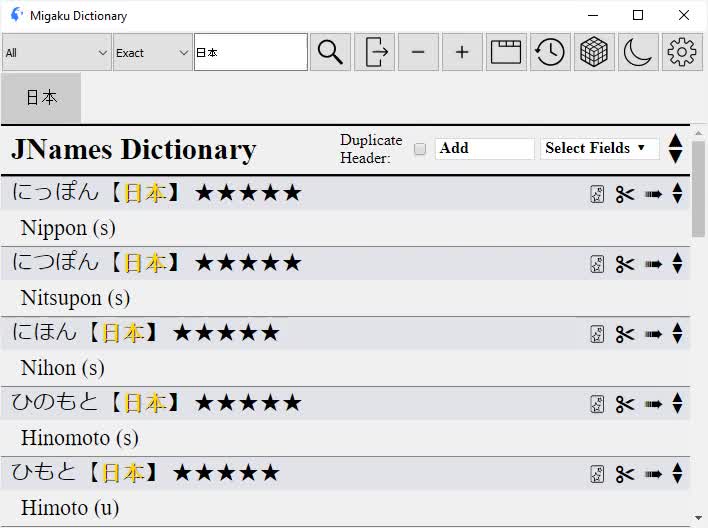 Migaku Dictionary
All Exact 日本
日本
JNames Dictionary Duplicate Header: Add Select Fields
にっぽん【日本】 ★★★★★
Nippon (s)
につぽん【日本】 ★★★★★
Nitsupon (s)
にほん【日本】 ★★★★★
Nihon (s)
ひのもと【日本】 ★★★★★
Hinomoto (s)
ひもと【日本】 ★★★★★
Himoto (u)